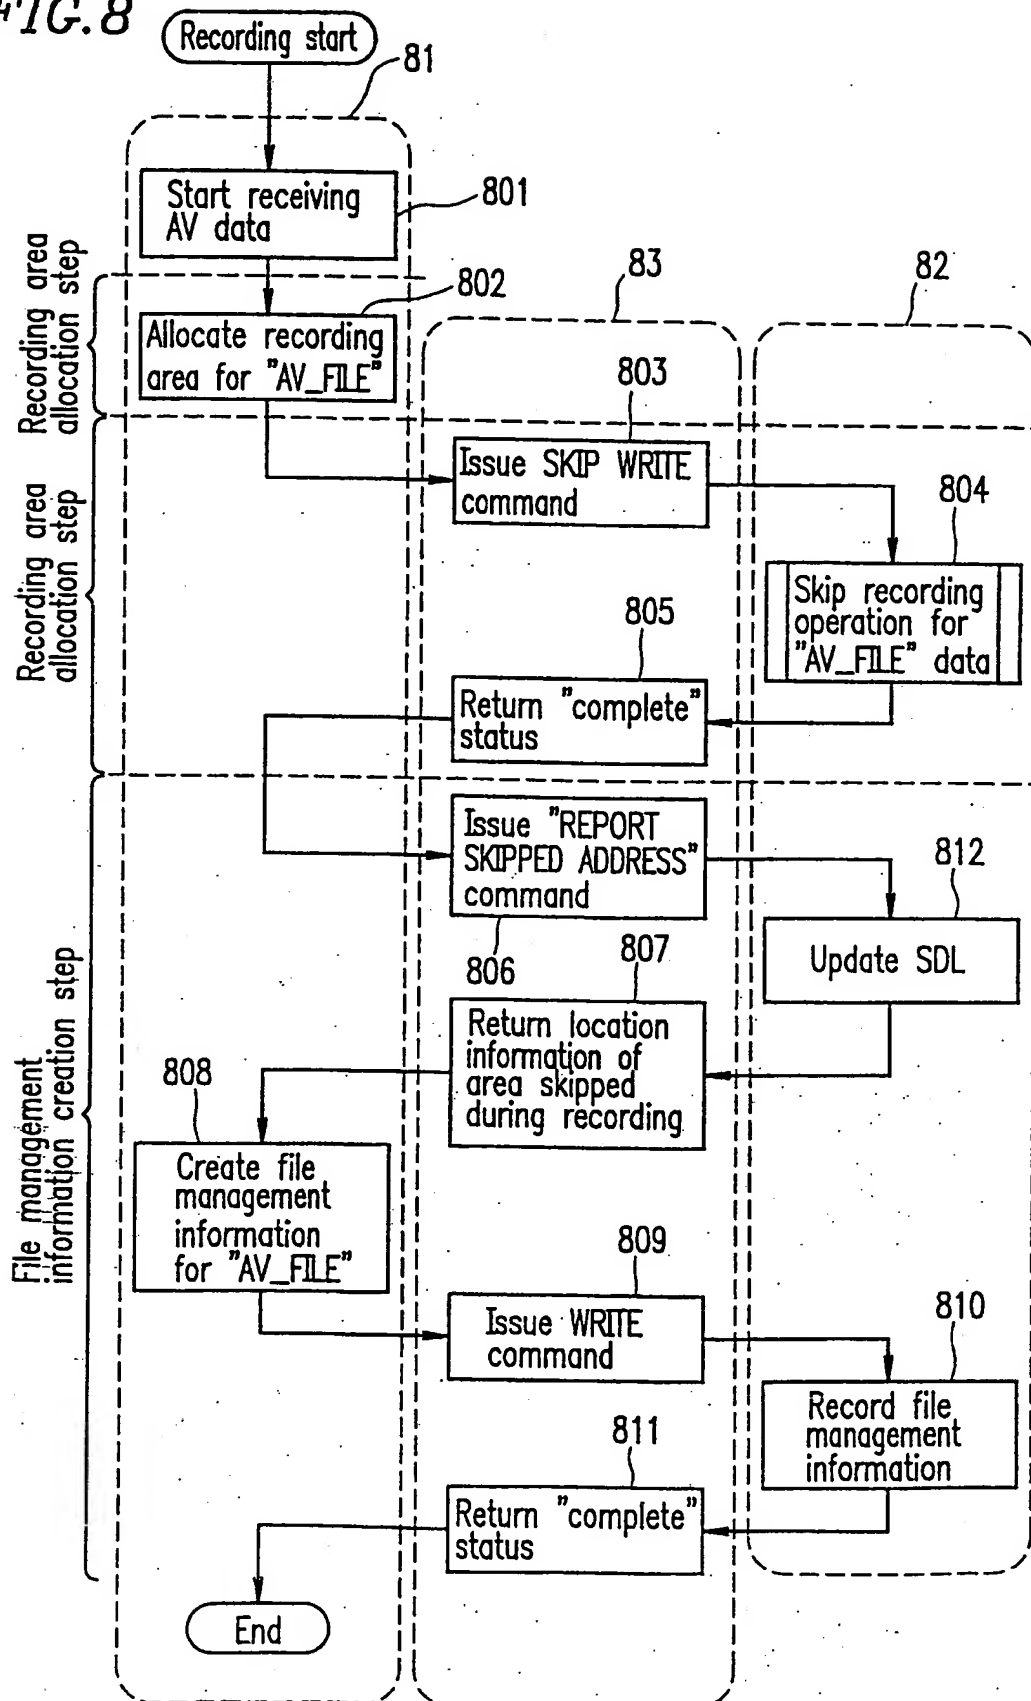 FIG. 8
Recording start
81
Start receiving
AV data
801
Recording area
allocation step
802
Allocate recording
area for "AV_FILE"
83
82
Recording area
allocation step
803
Issue SKIP WRITE
command
804
Skip recording
operation for
"AV_FILE" data
805
Return "complete"
status
File management
information creation step
Issue "REPORT
SKIPPED ADDRESS"
command
806
812
Update SDL
807
Return location
information of
area skipped
during recording
808
Create file
management
information
for "AV_FILE"
809
Issue WRITE
command
810
Record file
management
information
811
Return "complete"
status
End